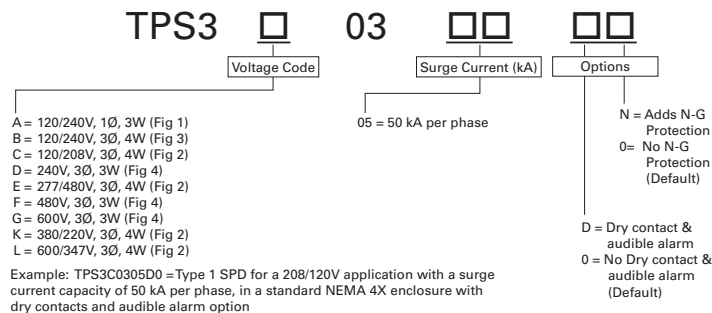 TPS3 □ 03 □□ □□
Voltage Code
Surge Current (kA)
Options
A = 120/240V, 1Ø, 3W (Fig 1)
B = 120/240V, 3Ø, 4W (Fig 3)
C = 120/208V, 3Ø, 4W (Fig 2)
D = 240V, 3Ø, 3W (Fig 4)
E = 277/480V, 3Ø, 4W (Fig 2)
F = 480V, 3Ø, 3W (Fig 4)
G = 600V, 3Ø, 3W (Fig 4)
K = 380/220V, 3Ø, 4W (Fig 2)
L = 600/347V, 3Ø, 4W (Fig 2)
05 = 50 kA per phase
N = Adds N-G
Protection
0= No N-G
Protection
(Default)
D = Dry contact &
audible alarm
0 = No Dry contact &
audible alarm
(Default)
Example: TPS3C0305D0 =Type 1 SPD for a 208/120V application with a surge
current capacity of 50 kA per phase, in a standard NEMA 4X enclosure with
dry contacts and audible alarm option